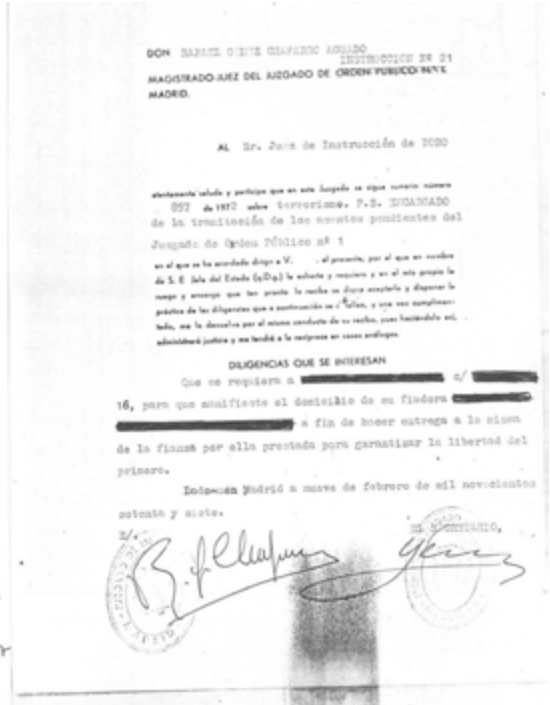 DON RAFAEL GOMEZ CHAPARRO AGUADO
INSTRUCCION Nº 21
MAGISTRADO-JUEZ DEL JUZGADO DE ORDEN PUBLICO
MADRID.
AL Sr. Juez de Instrucción de TORO
atentamente saluda y participa que en este Juzgado se sigue sumario número
857 de 1972 sobre terrorismo. P.S. ENCARGADO
de la tramitación de los asuntos pendientes del
Juzgado de Orden Público nº 1
en el que se ha acordado dirigir a V. el presente, por el que en nombre
de S. E. Jefe del Estado (q.D.g.) le exhorto y requiero y en el mío propio le
ruego y encargo que tan pronto lo reciba se digne aceptarlo y disponer la
práctica de las diligencias que a continuación se detallan, y una vez cumplimen-
tado, me lo devuelva por el mismo conducto de su recibo, pues haciéndolo así,
administrará justicia y me tendrá a la recíproca en casos análogos.
DILIGENCIAS QUE SE INTERESAN
Que se requiera a c/
16, para que manifieste el domicilio de su fiadora
a fin de hacer entrega a la misma
de la fianza por ella prestada para garantizar la libertad del
primero.
Dado en Madrid a nueve de febrero de mil novecientos
setenta y siete.
EL SECRETARIO,